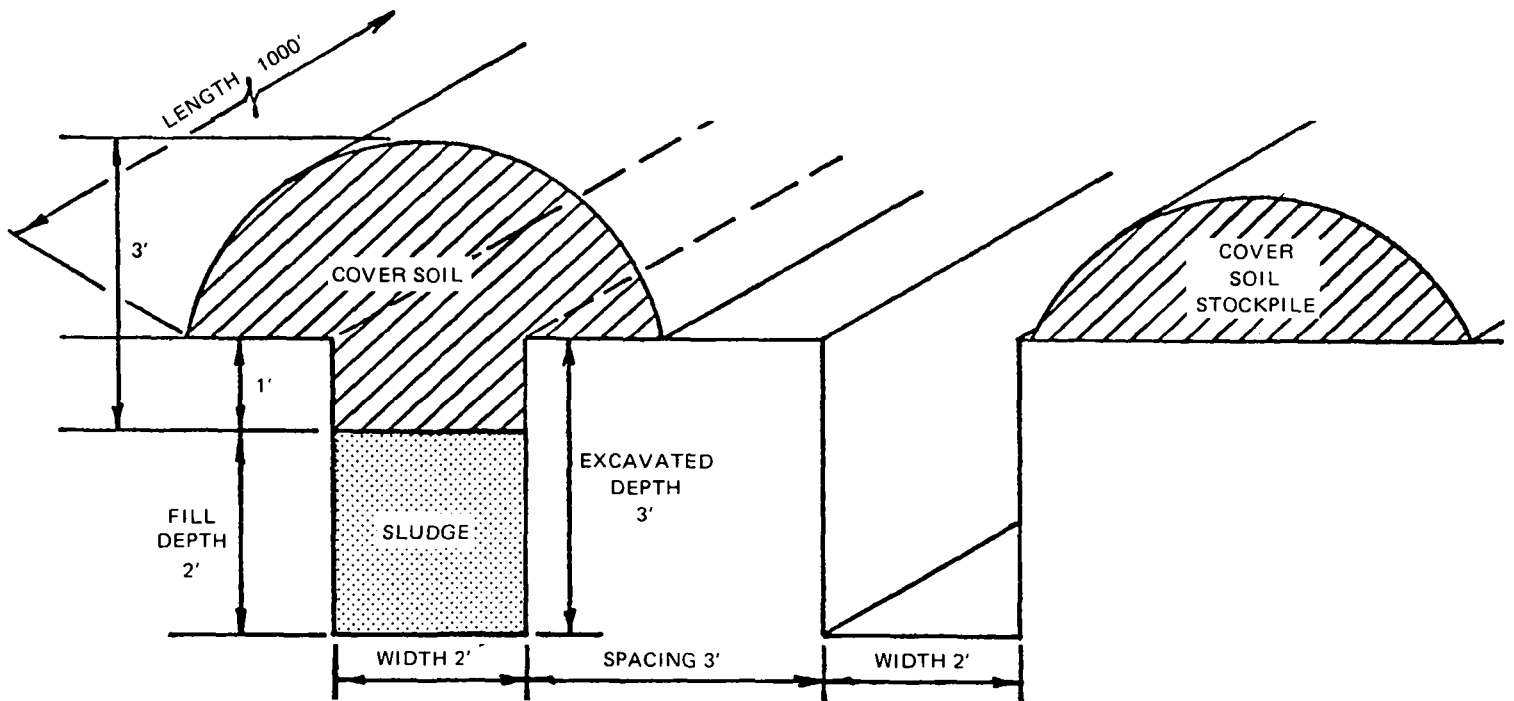 LENGTH 1000'
3'
COVER SOIL
COVER
SOIL
STOCKPILE
1'
EXCAVATED
DEPTH
3'
FILL
DEPTH
2'
SLUDGE
WIDTH 2'
SPACING 3'
WIDTH 2'